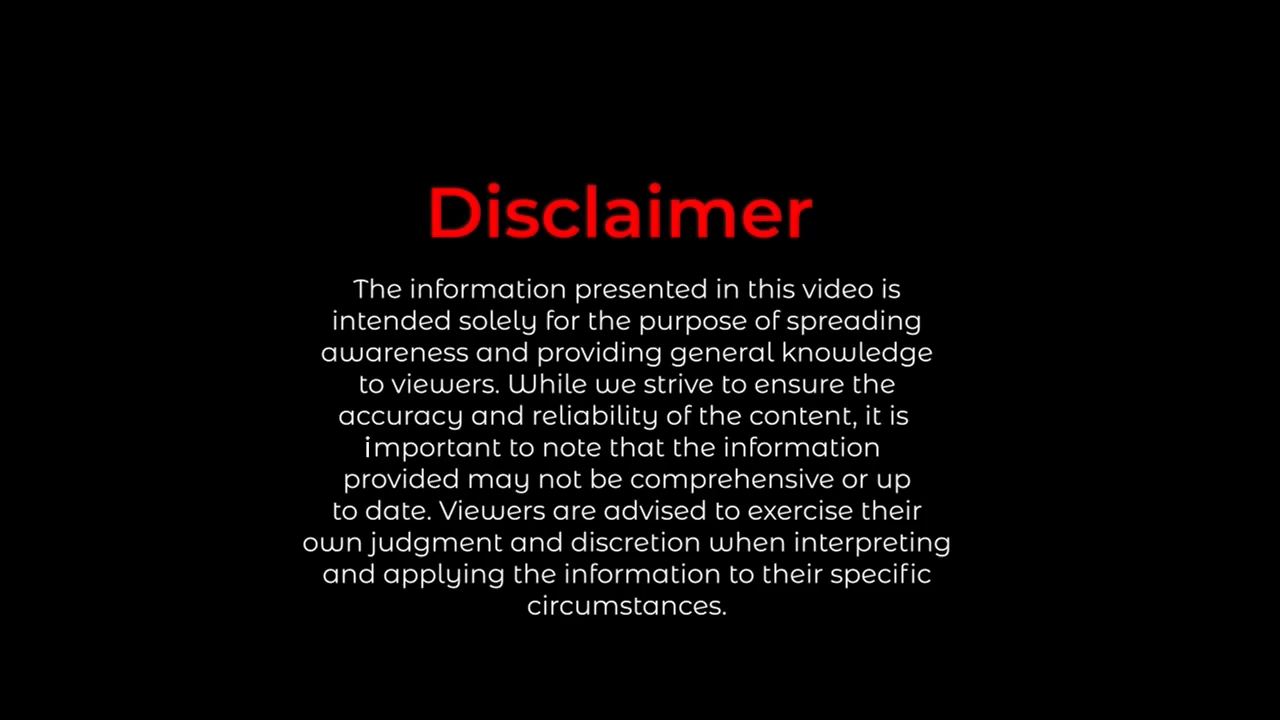 Disclaimer
The information presented in this video is
intended solely for the purpose of spreading
awareness and providing general knowledge
to viewers. While we strive to ensure the
accuracy and reliability of the content, it is
important to note that the information
provided may not be comprehensive or up
to date. Viewers are advised to exercise their
own judgment and discretion when interpreting
and applying the information to their specific
circumstances.